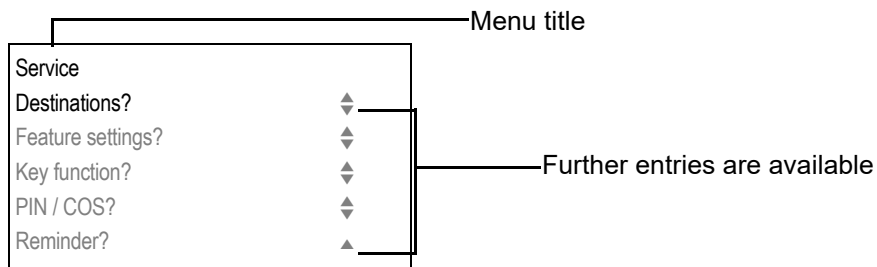 Menu title
Service
Destinations?
Feature settings?
Key function?
PIN / COS?
Reminder?
Further entries are available